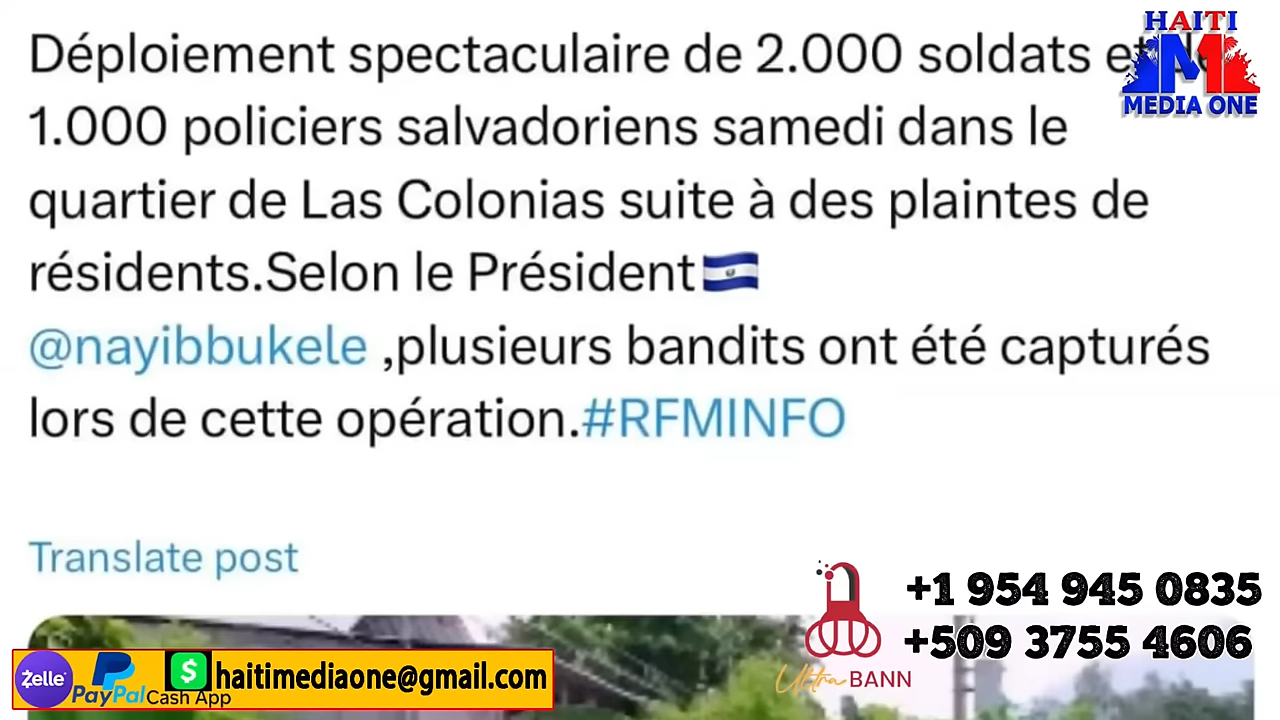 Déploiement spectaculaire de 2.000 soldats et
1.000 policiers salvadoriens samedi dans le
quartier de Las Colonias suite à des plaintes de
résidents.Selon le Président
@nayibbukele ,plusieurs bandits ont été capturés
lors de cette opération.#RFMINFO
Translate post
HAITI
M
MEDIA ONE
+1 954 945 0835
+509 3755 4606
Ultra BANN
Zelle
PayPal
$
Cash App
haitimediaone@gmail.com